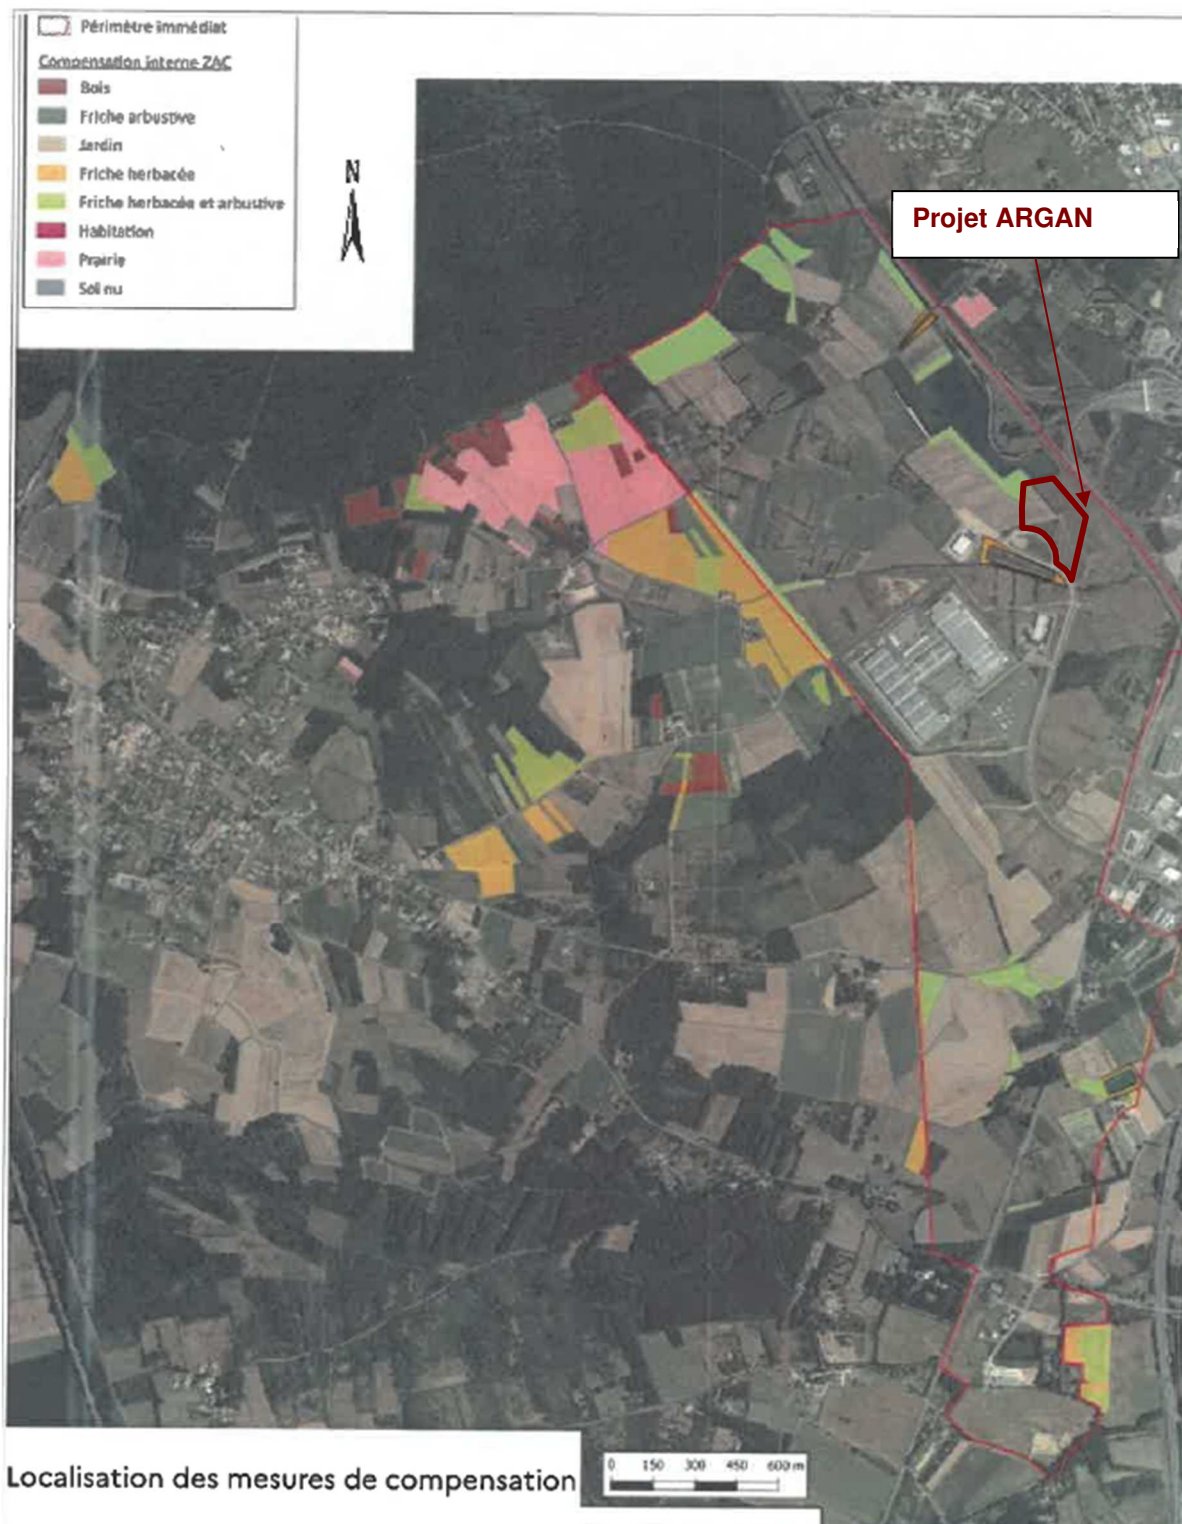 Périmètre immédiat
Compensation interne ZAC
Bois
Friche arbustive
Jardin
Friche herbacée
Friche herbacée et arbustive
Habitation
Prairie
Sol nu
N
Projet ARGAN
Localisation des mesures de compensation
0 150 300 450 600 m